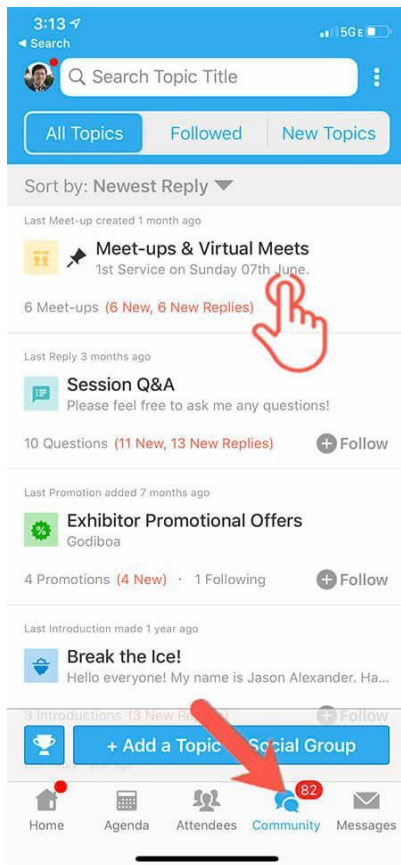 3:13
5G E
◀ Search
Search Topic Title
All Topics Followed New Topics
Sort by: Newest Reply
Last Meet-up created 1 month ago
Meet-ups & Virtual Meets
1st Service on Sunday 07th June.
6 Meet-ups (6 New, 6 New Replies)
Last Reply 3 months ago
Session Q&A
Please feel free to ask me any questions!
10 Questions (11 New, 13 New Replies) + Follow
Last Promotion added 7 months ago
Exhibitor Promotional Offers
Godiboa
4 Promotions (4 New) · 1 Following + Follow
Last Introduction made 1 year ago
Break the Ice!
Hello everyone! My name is Jason Alexander. Ha...
3 Introductions (3 New + Follow
+ Add a Topic Social Group
82
Home Agenda Attendees Community Messages